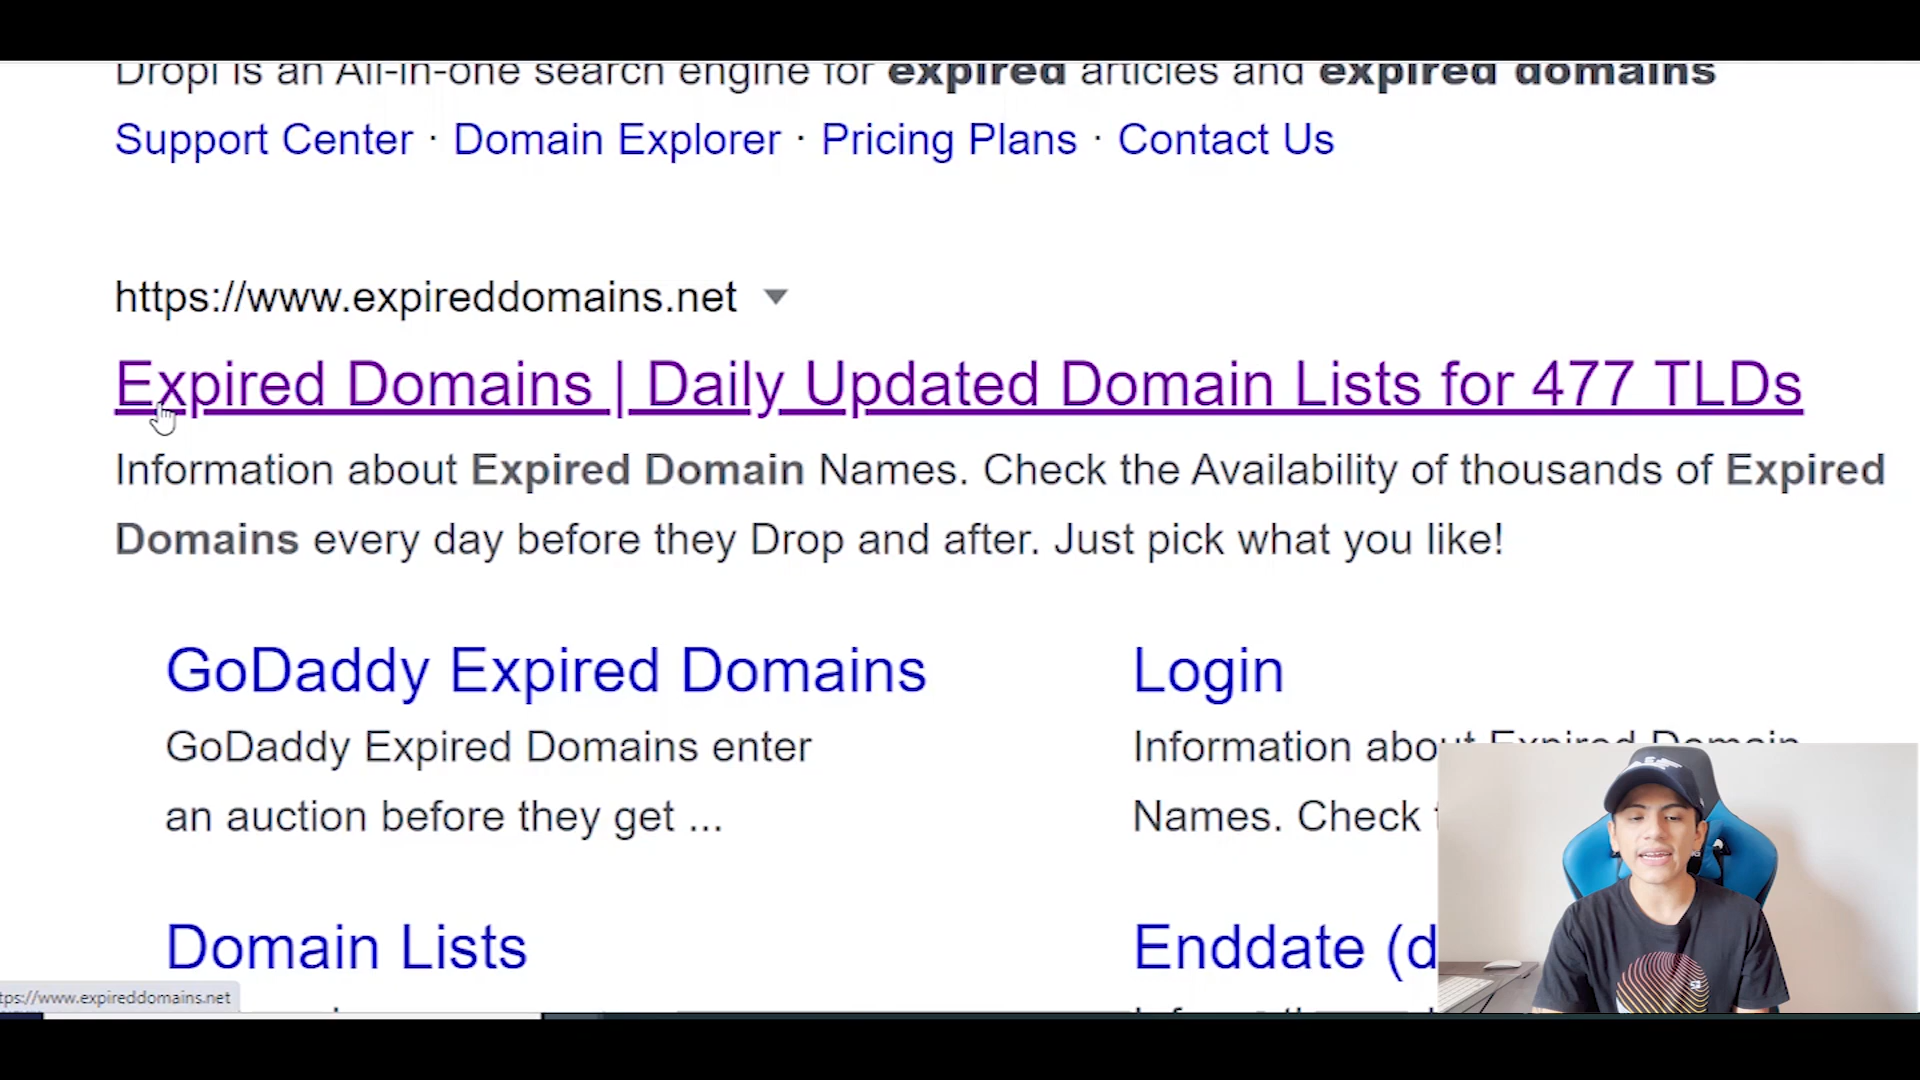 Dropi is an All-in-one search engine for expired articles and expired domains
Support Center · Domain Explorer · Pricing Plans · Contact Us
https://www.expireddomains.net
Expired Domains | Daily Updated Domain Lists for 477 TLDs
Information about Expired Domain Names. Check the Availability of thousands of Expired
Domains every day before they Drop and after. Just pick what you like!
GoDaddy Expired Domains
GoDaddy Expired Domains enter
an auction before they get ...
Login
Information about Expired Domain
Names. Check
Domain Lists
Enddate (d
tps://www.expireddomains.net